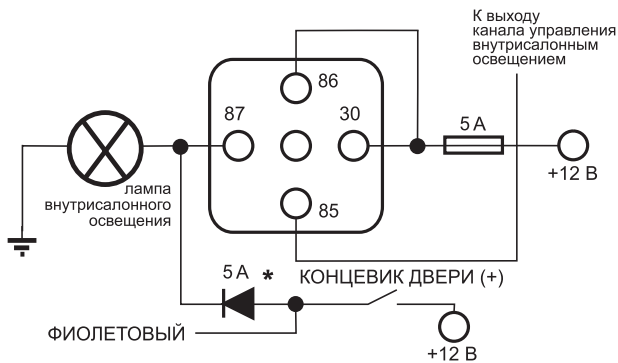 К выходу
канала управления
внутрисалонным
освещением
86
87
30
5 А
+12 В
лампа
внутрисалонного
освещения
85
5 А *
КОНЦЕВИК ДВЕРИ (+)
ФИОЛЕТОВЫЙ
+12 В